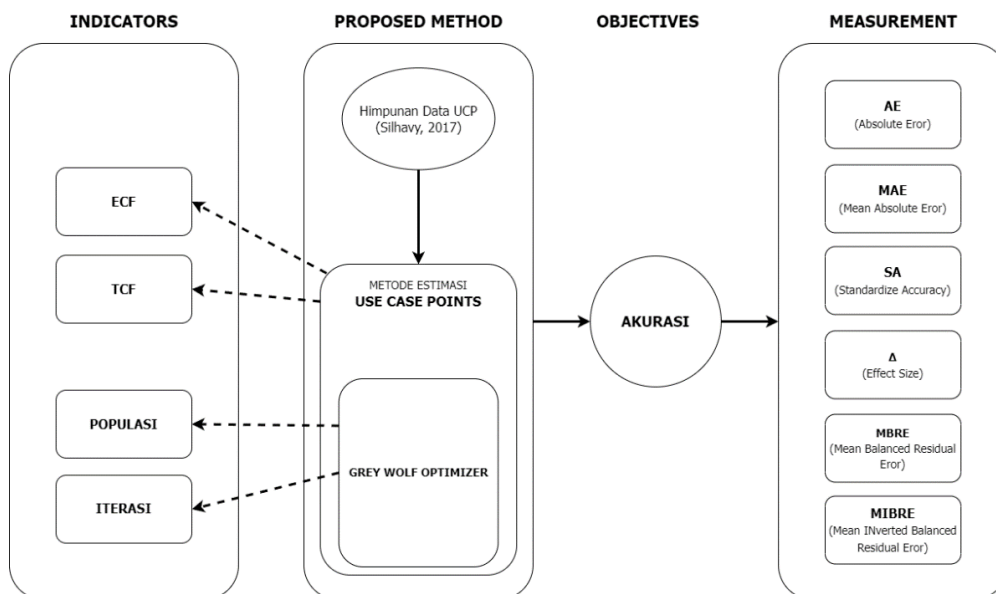 INDICATORS
PROPOSED METHOD
OBJECTIVES
MEASUREMENT
ECF
TCF
POPULASI
ITERASI
Himpunan Data UCP
(Silhavy, 2017)
METODE ESTIMASI
USE CASE POINTS
GREY WOLF OPTIMIZER
AKURASI
AE
(Absolute Eror)
MAE
(Mean Absolute Eror)
SA
(Standardize Accuracy)
Δ
(Effect Size)
MBRE
(Mean Balanced Residual
Eror)
MIBRE
(Mean INverted Balanced
Residual Eror)